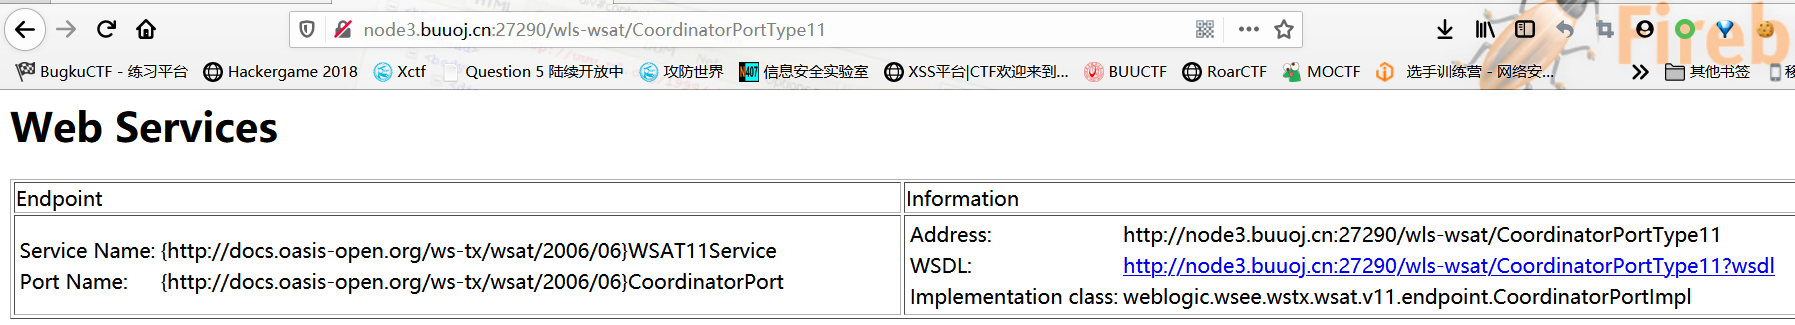 node3.buuoj.cn:27290/wls-wsat/CoordinatorPortType11
Fireb
BugkuCTF - 练习平台 Hackergame 2018 Xctf Question 5 陆续开放中 攻防世界 N407 信息安全实验室 XSS平台|CTF欢迎来到... BUUCTF RoarCTF MOCTF 选手训练营 - 网络安... 其他书签
Web Services
Endpoint Information
Service Name: {http://docs.oasis-open.org/ws-tx/wsat/2006/06}WSAT11Service
Port Name: {http://docs.oasis-open.org/ws-tx/wsat/2006/06}CoordinatorPort
Address: http://node3.buuoj.cn:27290/wls-wsat/CoordinatorPortType11
WSDL: http://node3.buuoj.cn:27290/wls-wsat/CoordinatorPortType11?wsdl
Implementation class: weblogic.wsee.wstx.wsat.v11.endpoint.CoordinatorPortImpl